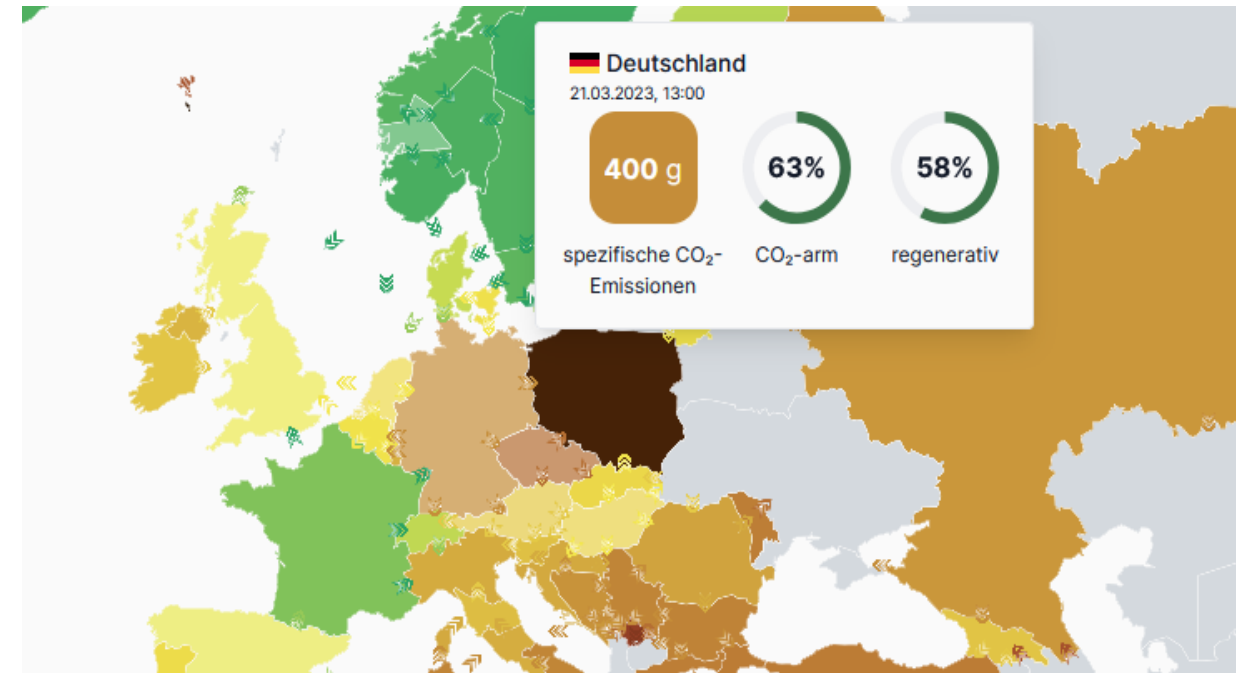 Deutschland
21.03.2023, 13:00
400 g
63%
58%
spezifische CO₂-
Emissionen
CO₂-arm
regenerativ